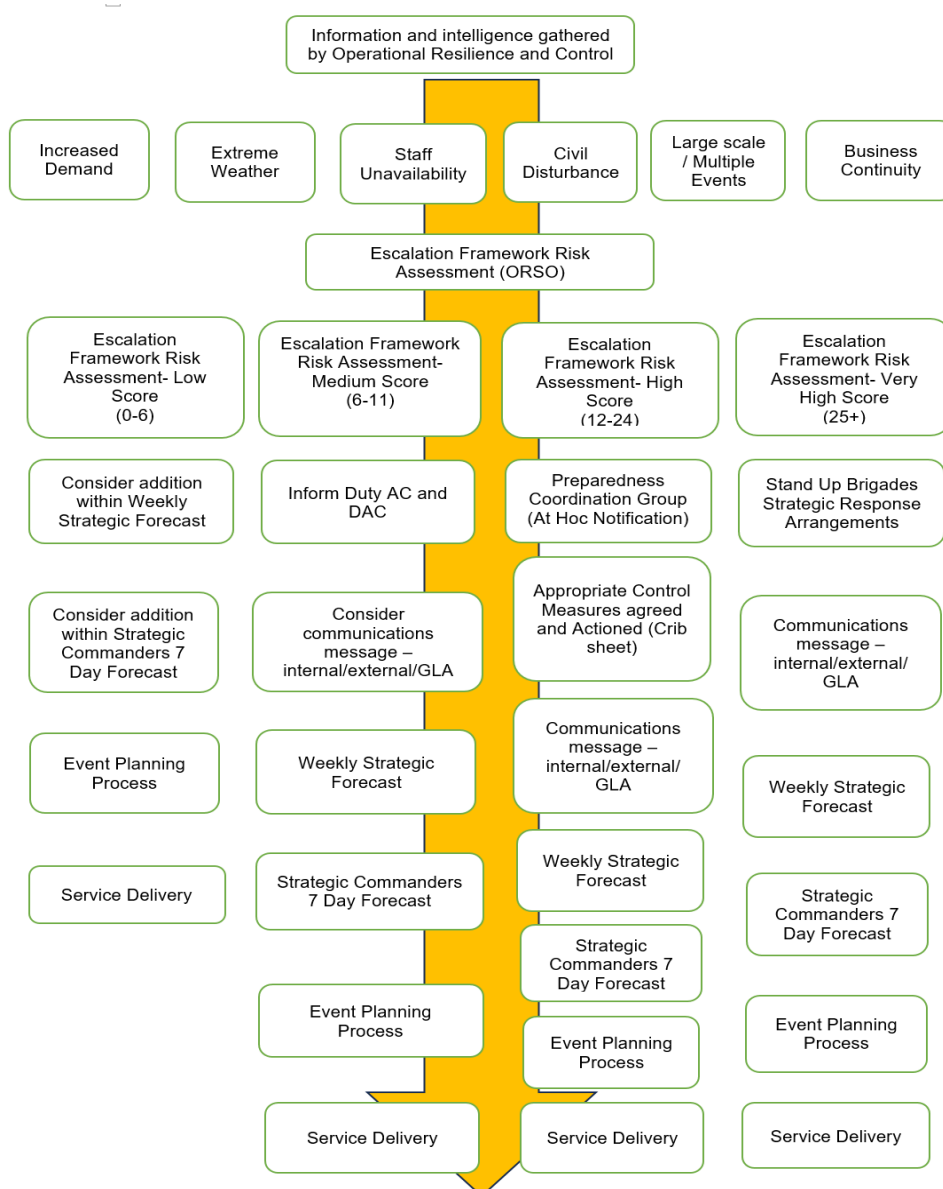 Information and intelligence gathered
by Operational Resilience and Control
Increased
Demand
Extreme
Weather
Staff
Unavailability
Civil
Disturbance
Large scale
/ Multiple
Events
Business
Continuity
Escalation Framework Risk
Assessment (ORSO)
Escalation
Framework Risk
Assessment- Low
Score
(0-6)
Escalation Framework
Risk Assessment-
Medium Score
(6-11)
Escalation
Framework Risk
Assessment- High
Score
(12-24)
Escalation
Framework Risk
Assessment- Very
High Score
(25+)
Consider addition
within Weekly
Strategic Forecast
Inform Duty AC and
DAC
Preparedness
Coordination Group
(At Hoc Notification)
Stand Up Brigades
Strategic Response
Arrangements
Consider addition
within Strategic
Commanders 7
Day Forecast
Consider
communications
message –
internal/external/GLA
Appropriate Control
Measures agreed
and Actioned (Crib
sheet)
Communications
message –
internal/external/
GLA
Event Planning
Process
Weekly Strategic
Forecast
Communications
message –
internal/external/
GLA
Weekly Strategic
Forecast
Service Delivery
Strategic Commanders
7 Day Forecast
Weekly Strategic
Forecast
Strategic
Commanders 7
Day Forecast
Strategic
Commanders 7
Day Forecast
Event Planning
Process
Event Planning
Process
Event Planning
Process
Service Delivery
Service Delivery
Service Delivery